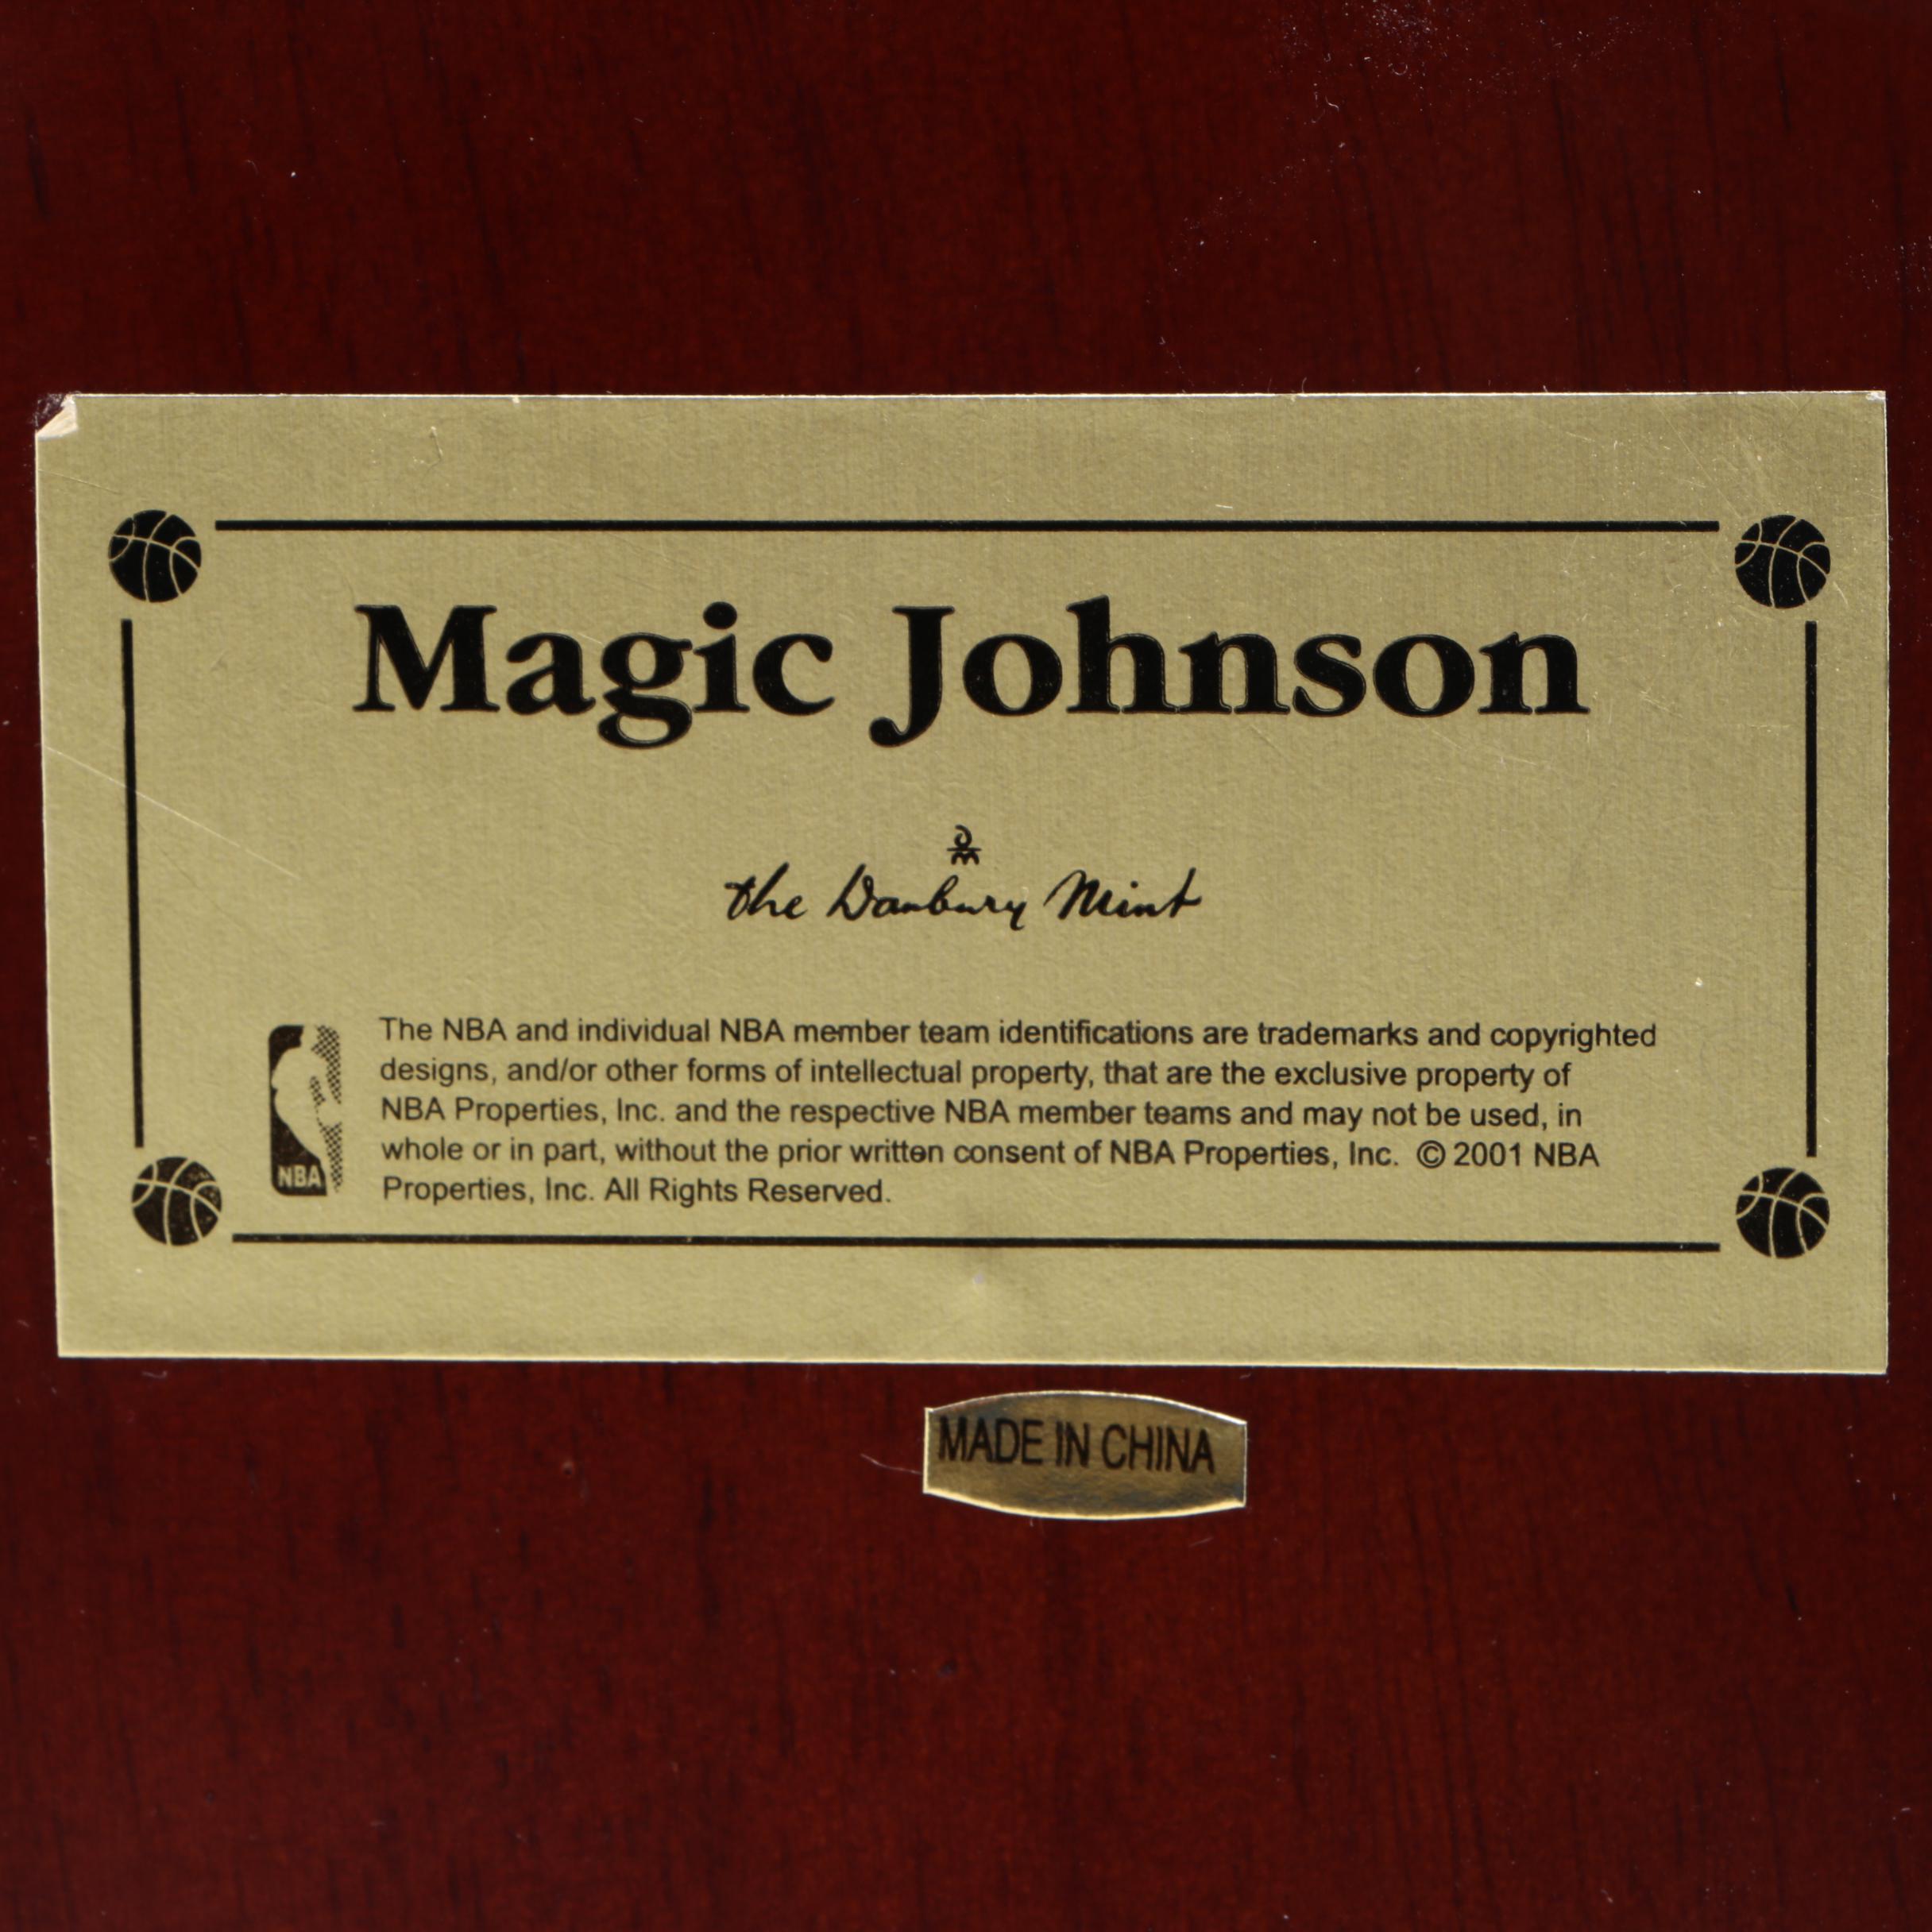 Magic Johnson
the Danbury Mint
The NBA and individual NBA member team identifications are trademarks and copyrighted
designs, and/or other forms of intellectual property, that are the exclusive property of
NBA Properties, Inc. and the respective NBA member teams and may not be used, in
whole or in part, without the prior written consent of NBA Properties, Inc. © 2001 NBA
Properties, Inc. All Rights Reserved.
NBA
MADE IN CHINA